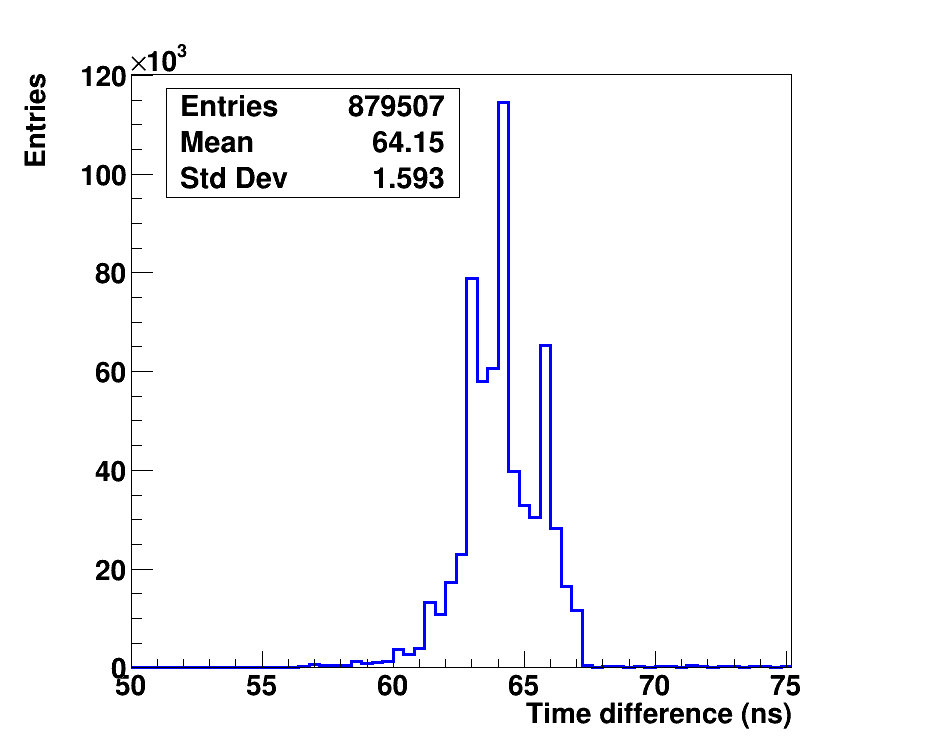 ×10³
120
Entries
Entries 879507
Mean 64.15
Std Dev 1.593
100
80
60
40
20
0
50 55 60 65 70 75
Time difference (ns)